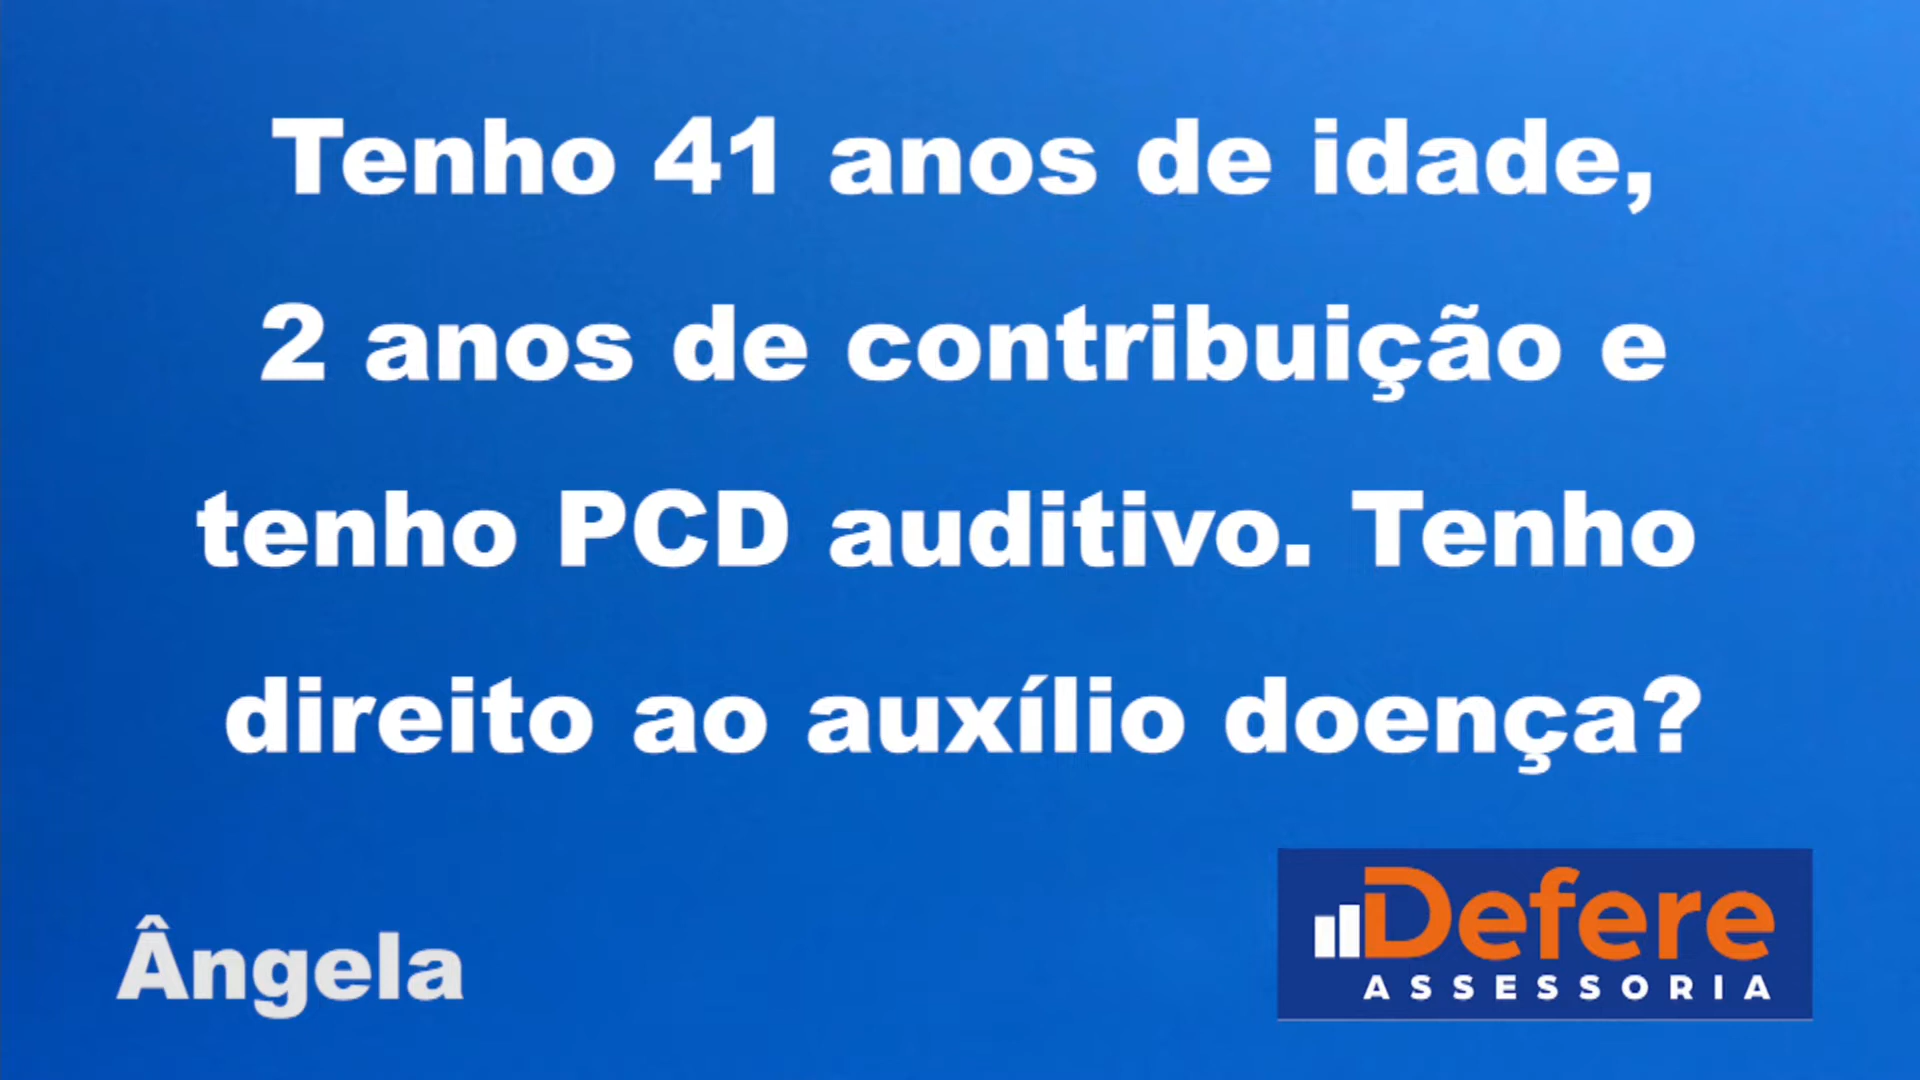 Tenho 41 anos de idade,
2 anos de contribuição e
tenho PCD auditivo. Tenho
direito ao auxílio doença?
Ângela
Defere
ASSESSORIA